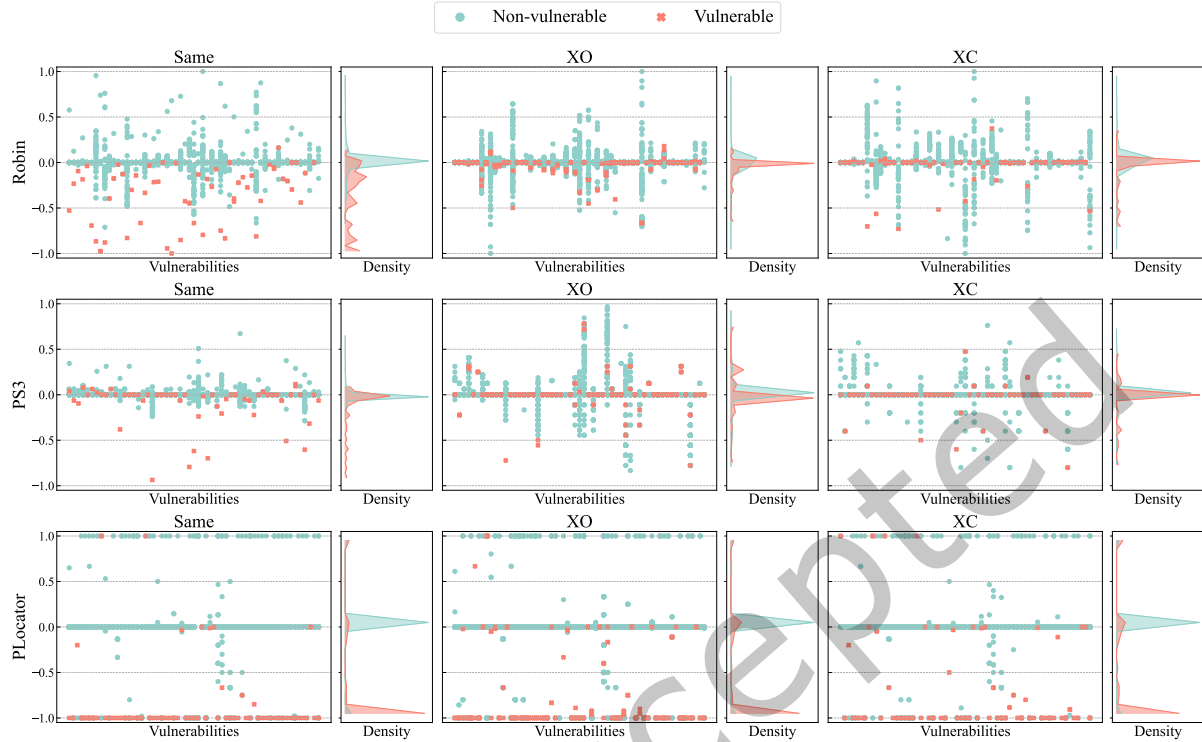 Non-vulnerable Vulnerable
Same XO XC
Robin
1.0
0.5
0.0
−0.5
−1.0
Vulnerabilities Density Vulnerabilities Density Vulnerabilities Density
Same XO XC
PS3
1.0
0.5
0.0
−0.5
−1.0
Vulnerabilities Density Vulnerabilities Density Vulnerabilities Density
Same XO XC
PLocator
1.0
0.5
0.0
−0.5
−1.0
Vulnerabilities Density Vulnerabilities Density Vulnerabilities Density
cepted